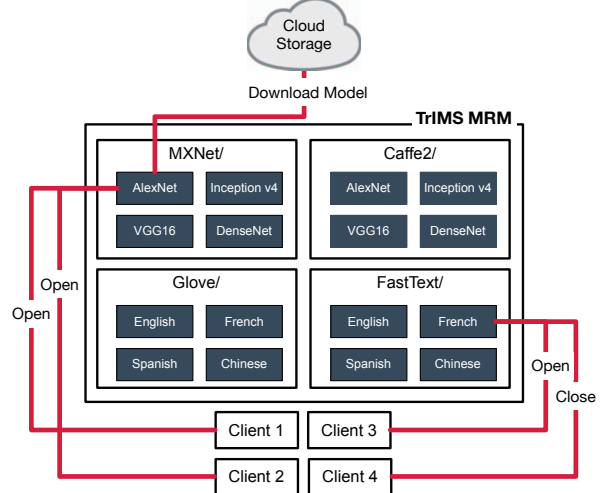 Cloud
Storage
Download Model
TrIMS MRM
MXNet/
AlexNet
Inception v4
VGG16
DenseNet
Caffe2/
AlexNet
Inception v4
VGG16
DenseNet
Glove/
English
French
Spanish
Chinese
FastText/
English
French
Spanish
Chinese
Open
Open
Open
Close
Client 1
Client 3
Client 2
Client 4